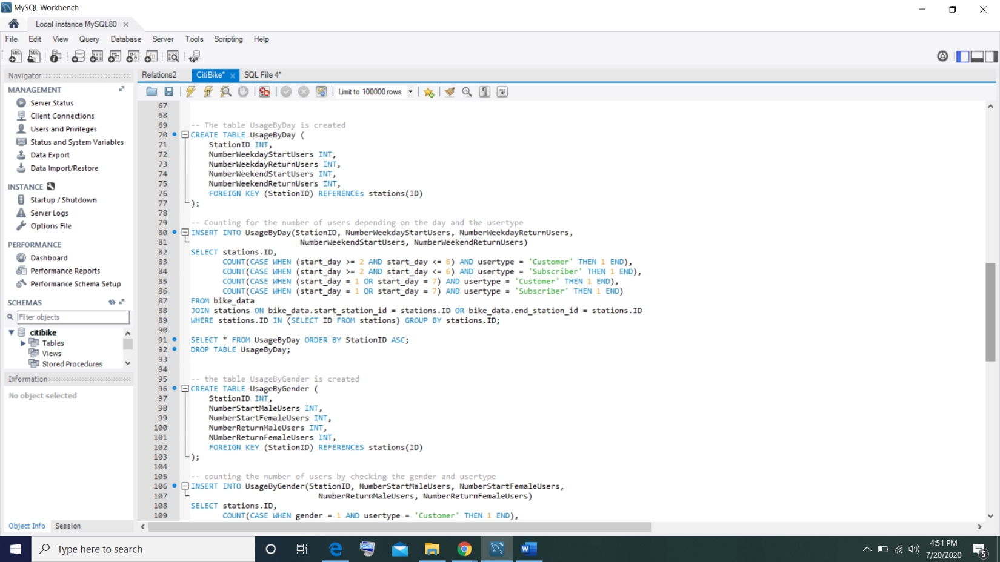 MySQL Workbench
Local instance MySQL80
File Edit View Query Database Server Tools Scripting Help
Navigator
MANAGEMENT
Server Status
Client Connections
Users and Privileges
Status and System Variables
Data Export
Data Import/Restore
INSTANCE
Startup / Shutdown
Server Logs
Options File
PERFORMANCE
Dashboard
Performance Reports
Performance Schema Setup
SCHEMAS
Filter objects
citibike
Tables
Views
Stored Procedures
Information
No object selected
Object Info Session
Relations2 CitiBike* SQL File 4*
Limit to 100000 rows
67
68
69 -- The table UsageByDay is created
70 CREATE TABLE UsageByDay (
71 StationID INT,
72 NumberWeekdayStartUsers INT,
73 NumberWeekdayReturnUsers INT,
74 NumberWeekendStartUsers INT,
75 NumberWeekendReturnUsers INT,
76 FOREIGN KEY (StationID) REFERENCEs stations(ID)
77 );
78
79 -- Counting for the number of users depending on the day and the usertype
80 INSERT INTO UsageByDay(StationID, NumberWeekdayStartUsers, NumberWeekdayReturnUsers,
81 NumberWeekendStartUsers, NumberWeekendReturnUsers)
82 SELECT stations.ID,
83 COUNT(CASE WHEN (start_day >= 2 AND start_day <= 6) AND usertype = 'Customer' THEN 1 END),
84 COUNT(CASE WHEN (start_day >= 2 AND start_day <= 6) AND usertype = 'Subscriber' THEN 1 END),
85 COUNT(CASE WHEN (start_day = 1 OR start_day = 7) AND usertype = 'Customer' THEN 1 END),
86 COUNT(CASE WHEN (start_day = 1 OR start_day = 7) AND usertype = 'Subscriber' THEN 1 END)
87 FROM bike_data
88 JOIN stations ON bike_data.start_station_id = stations.ID OR bike_data.end_station_id = stations.ID
89 WHERE stations.ID IN (SELECT ID FROM stations) GROUP BY stations.ID;
90
91 SELECT * FROM UsageByDay ORDER BY StationID ASC;
92 DROP TABLE UsageByDay;
93
94
95 -- the table UsageByGender is created
96 CREATE TABLE UsageByGender (
97 StationID INT,
98 NumberStartMaleUsers INT,
99 NumberStartFemaleUsers INT,
100 NumberReturnMaleUsers INT,
101 NUmberReturnFemaleUsers INT,
102 FOREIGN KEY (StationID) REFERENCES stations(ID)
103 );
104
105 -- counting the number of users by checking the gender and usertype
106 INSERT INTO UsageByGender(StationID, NumberStartMaleUsers, NumberStartFemaleUsers,
107 NumberReturnMaleUsers, NumberReturnFemaleUsers)
108 SELECT stations.ID,
109 COUNT(CASE WHEN gender = 1 AND usertype = 'Customer' THEN 1 END),
Type here to search
4:51 PM
7/20/2020
5